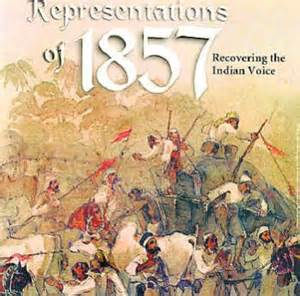 Representations
of 1857
Recovering the
Indian Voice